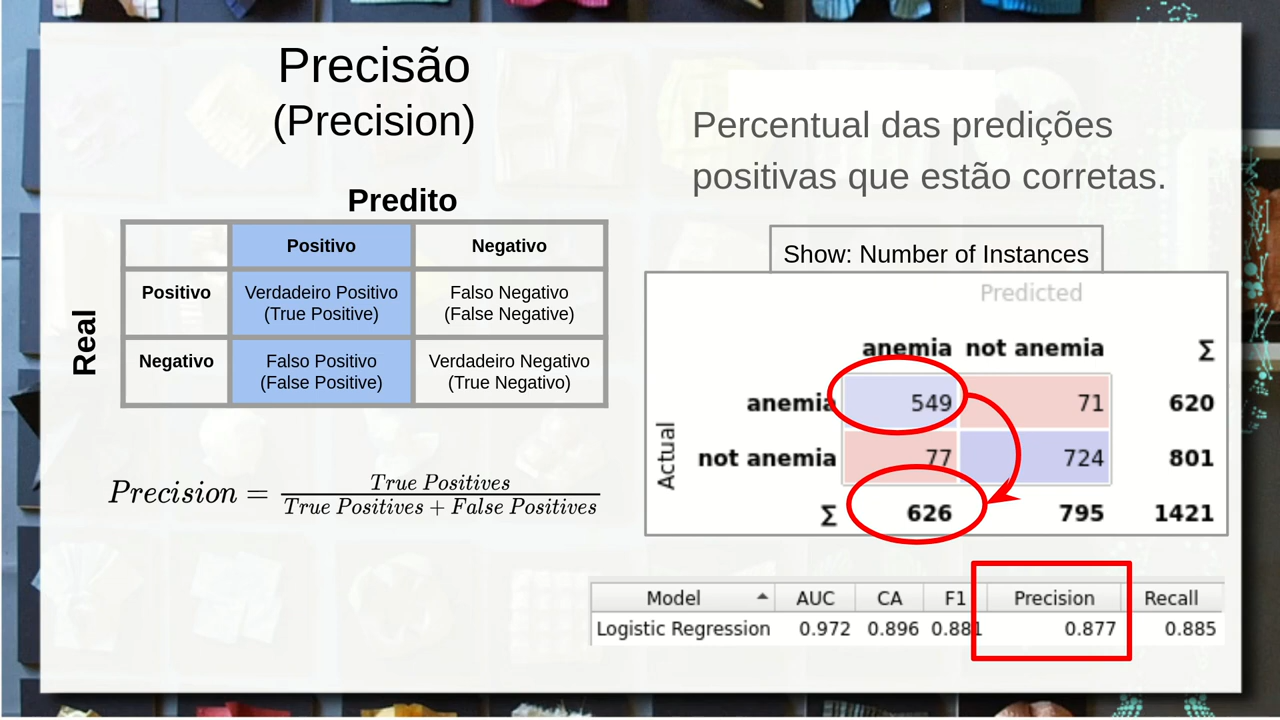 Precisão
(Precision)
Percentual das predições
positivas que estão corretas.
Predito
Real
Positivo Negativo
Positivo Verdadeiro Positivo Falso Negativo
(True Positive) (False Negative)
Negativo Falso Positivo Verdadeiro Negativo
(False Positive) (True Negativo)
Precision = True Positives / True Positives + False Positives
Show: Number of Instances
Predicted
anemia not anemia Σ
Actual
anemia 549 71 620
not anemia 77 724 801
Σ 626 795 1421
Model AUC CA F1 Precision Recall
Logistic Regression 0.972 0.896 0.881 0.877 0.885